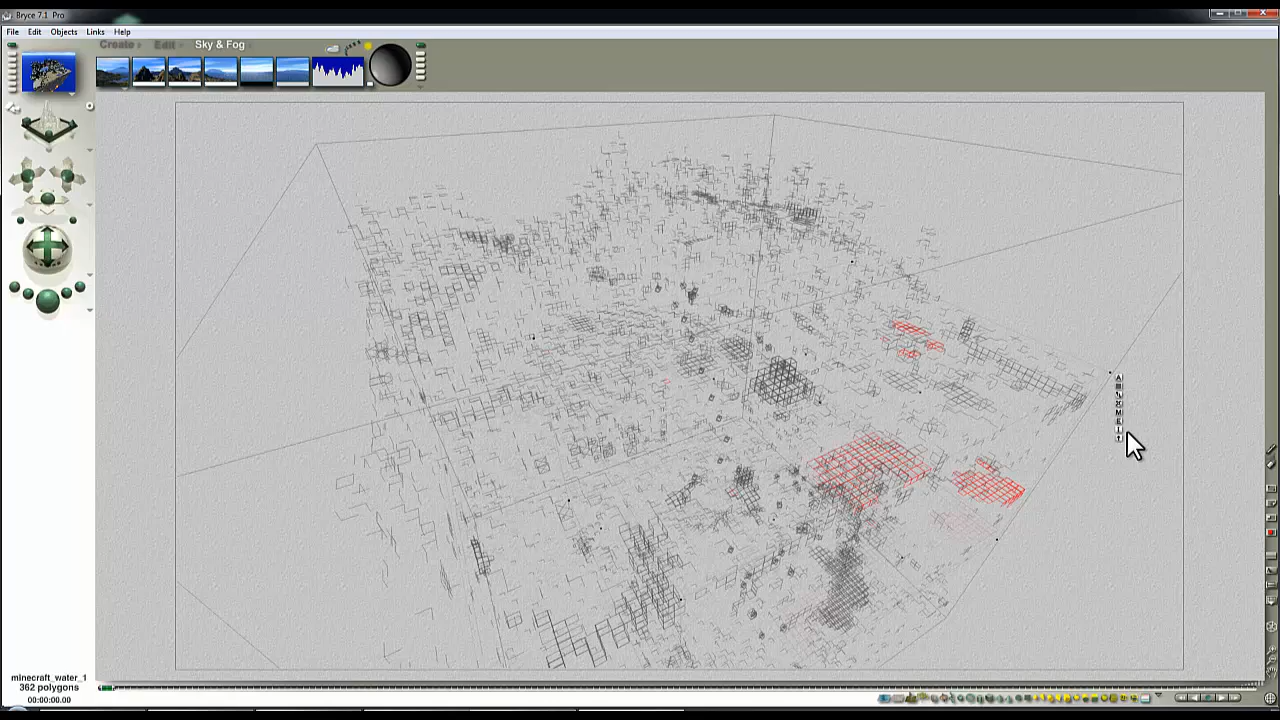 Bryce 7.1 Pro
File Edit Objects Links Help
Create Edit Sky & Fog
A
M
E
minecraft_water_1
362 polygons
00:00:00.00